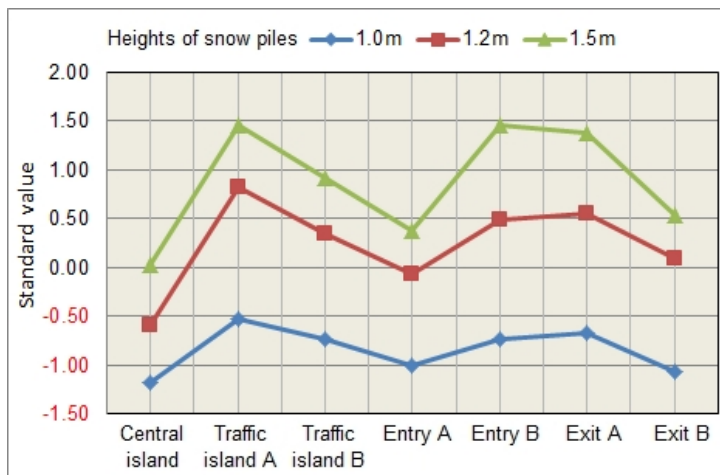 Heights of snow piles 1.0m 1.2m 1.5m
2.00
1.50
1.00
0.50
0.00
-0.50
-1.00
-1.50
Standard value
Central island
Traffic island A
Traffic island B
Entry A
Entry B
Exit A
Exit B